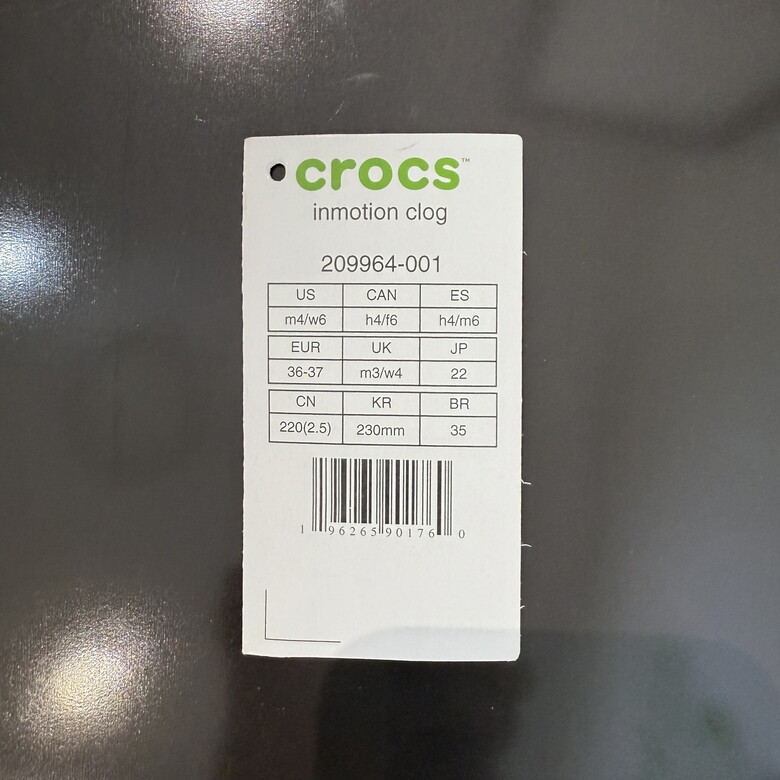 crocs™
inmotion clog
209964-001
US CAN ES
m4/w6 h4/f6 h4/m6
EUR UK JP
36-37 m3/w4 22
CN KR BR
220(2.5) 230mm 35
1 96265 90176 0